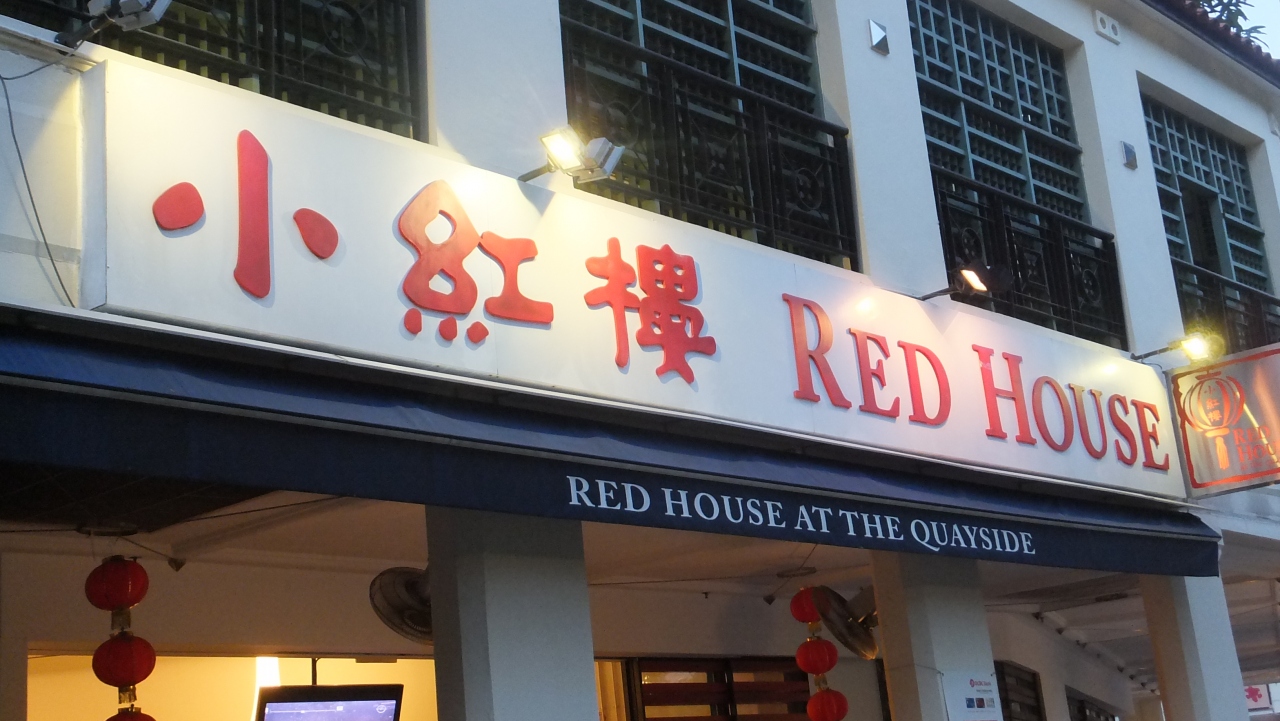 小紅樓 RED HOUSE
RED HOUSE AT THE QUAYSIDE